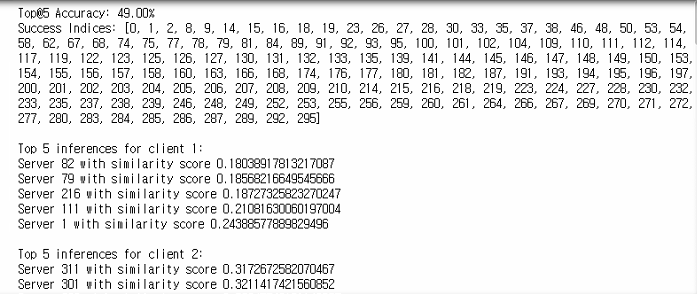 Top@5 Accuracy: 49.00%
Success Indices: [0, 1, 2, 8, 9, 14, 15, 16, 18, 19, 23, 26, 27, 28, 30, 33, 35, 37, 38, 46, 48, 50, 53, 54,
58, 62, 67, 68, 74, 75, 77, 78, 79, 81, 84, 89, 91, 92, 93, 95, 100, 101, 102, 104, 109, 110, 111, 112, 114,
117, 119, 122, 123, 125, 126, 127, 130, 131, 132, 133, 135, 139, 141, 144, 145, 146, 147, 148, 149, 150, 153,
154, 155, 156, 157, 158, 160, 163, 166, 168, 174, 176, 177, 180, 181, 182, 187, 191, 193, 194, 195, 196, 197,
200, 201, 202, 203, 204, 205, 206, 207, 208, 209, 210, 214, 215, 216, 218, 219, 223, 224, 227, 228, 230, 232,
233, 235, 237, 238, 239, 246, 248, 249, 252, 253, 255, 256, 259, 260, 261, 264, 266, 267, 269, 270, 271, 272,
277, 280, 283, 284, 285, 286, 287, 289, 292, 295]
Top 5 inferences for client 1:
Server 82 with similarity score 0.18038917813217087
Server 79 with similarity score 0.18568216649545666
Server 216 with similarity score 0.18727325823270247
Server 111 with similarity score 0.21081630060197004
Server 1 with similarity score 0.24388577889829496
Top 5 inferences for client 2:
Server 311 with similarity score 0.3172672582070467
Server 301 with similarity score 0.3211417421560852